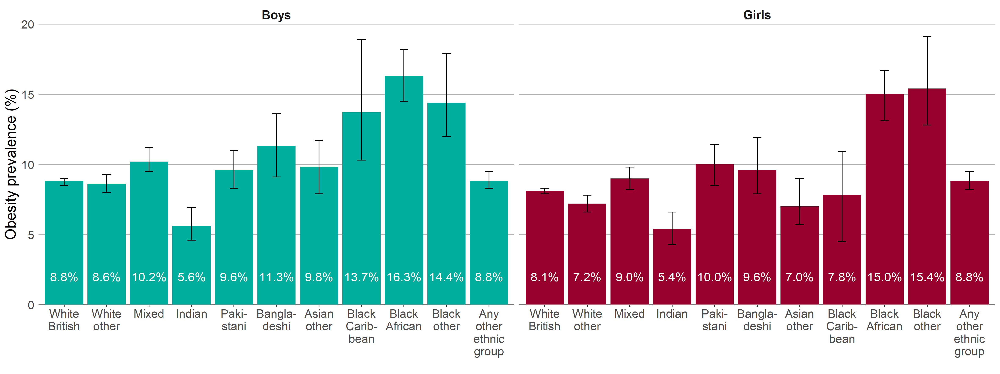 Boys
Girls
Obesity prevalence (%)
20
15
10
5
0
8.8%
8.6%
10.2%
5.6%
9.6%
11.3%
9.8%
13.7%
16.3%
14.4%
8.8%
8.1%
7.2%
9.0%
5.4%
10.0%
9.6%
7.0%
7.8%
15.0%
15.4%
8.8%
White
British
White
other
Mixed
Indian
Paki-
stani
Bangla-
deshi
Asian
other
Black
Carib-
bean
Black
African
Black
other
Any
other
ethnic
group
White
British
White
other
Mixed
Indian
Paki-
stani
Bangla-
deshi
Asian
other
Black
Carib-
bean
Black
African
Black
other
Any
other
ethnic
group